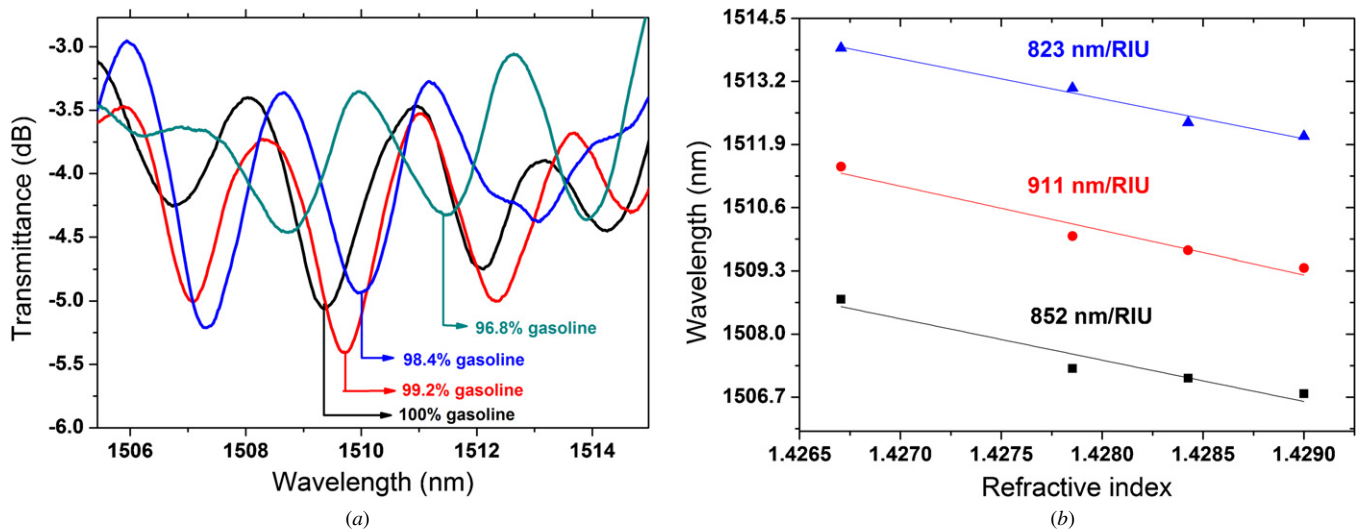 Transmittance (dB)
-3.0
-3.5
-4.0
-4.5
-5.0
-5.5
-6.0
96.8% gasoline
98.4% gasoline
99.2% gasoline
100% gasoline
1506
1508
1510
1512
1514
Wavelength (nm)
(a)
Wavelength (nm)
1514.5
1513.2
1511.9
1510.6
1509.3
1508.0
1506.7
823 nm/RIU
911 nm/RIU
852 nm/RIU
1.4265
1.4270
1.4275
1.4280
1.4285
1.4290
Refractive index
(b)